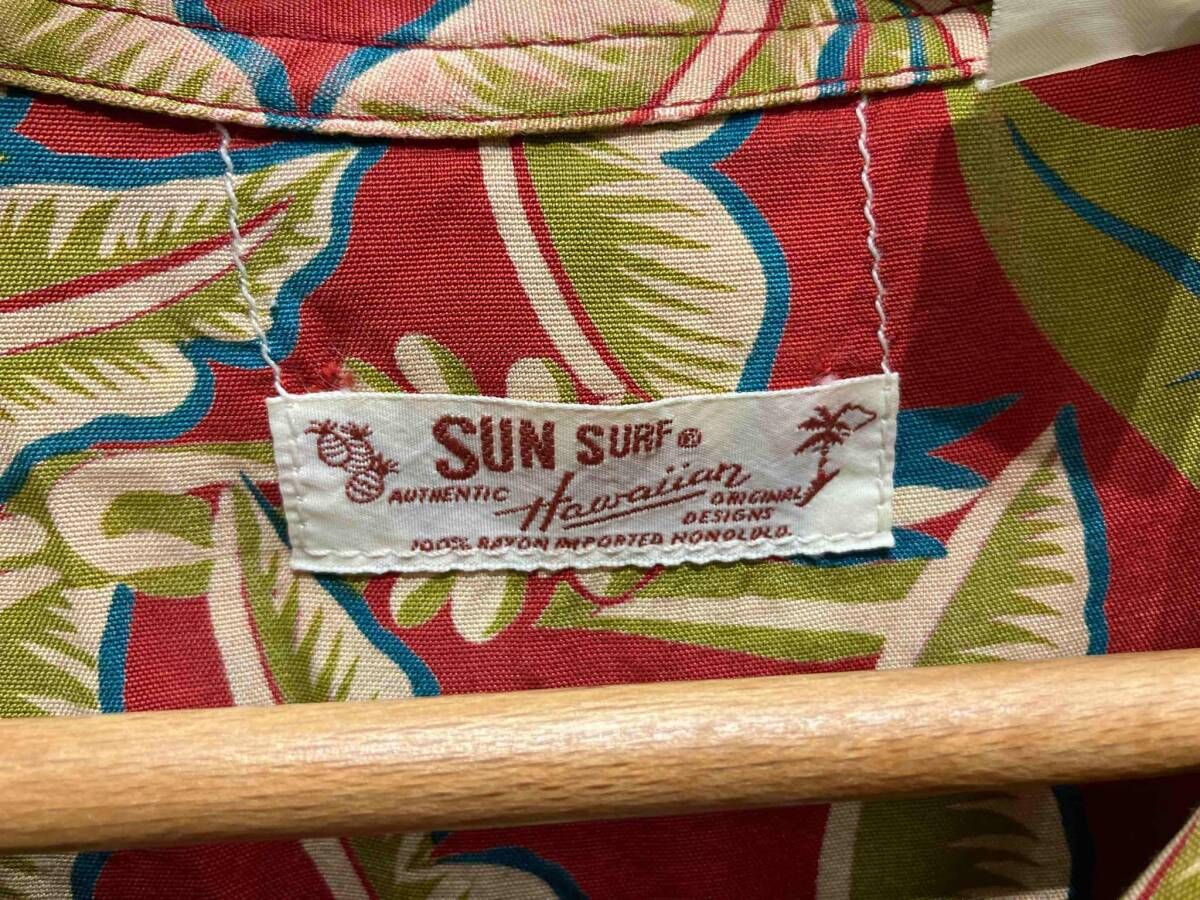 SUN SURF®
AUTHENTIC Hawaiian ORIGINAL
DESIGNS
100% RAYON IMPORTED HONOLULU.